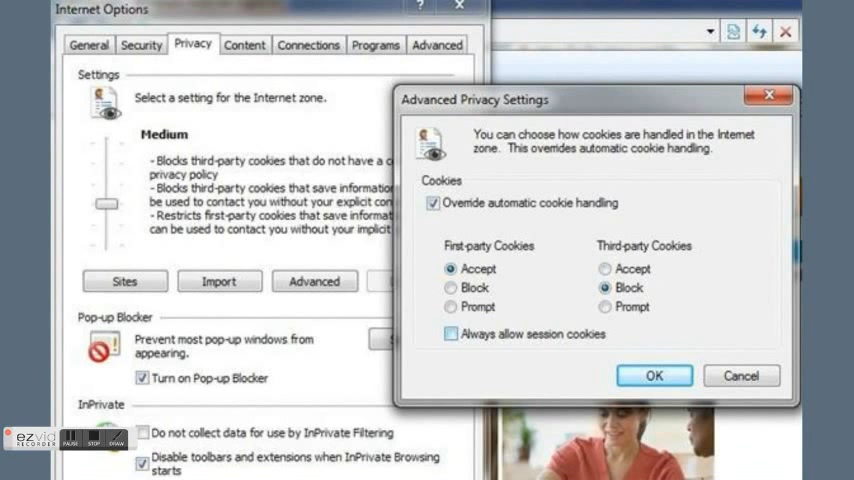 Internet Options
?
General Security Privacy Content Connections Programs Advanced
Settings
Select a setting for the Internet zone.
Medium
- Blocks third-party cookies that do not have a
privacy policy
- Blocks third-party cookies that save
be used to contact you without your explicit
- Restricts first-party cookies that save
can be used to contact you without your implicit
Sites Import Advanced
Pop-up Blocker
Prevent most pop-up windows from
appearing.
Turn on Pop-up Blocker
InPrivate
Do not collect data for use by InPrivate Filtering
Disable toolbars and extensions when InPrivate Browsing
starts
Advanced Privacy Settings
You can choose how cookies are handled in the Internet
zone. This overrides automatic cookie handling.
Cookies
Override automatic cookie handling
First-party Cookies Third-party Cookies
Accept Accept
Block Block
Prompt Prompt
Always allow session cookies
OK Cancel
ezvid
RECORDER
PAUSE STOP DRAW